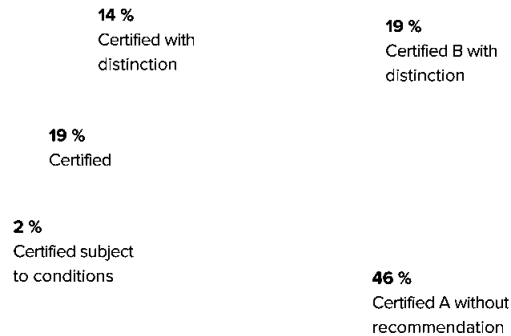 14 %
Certified with
distinction
19 %
Certified B with
distinction
19 %
Certified
2 %
Certified subject
to conditions
46 %
Certified A without
recommendation